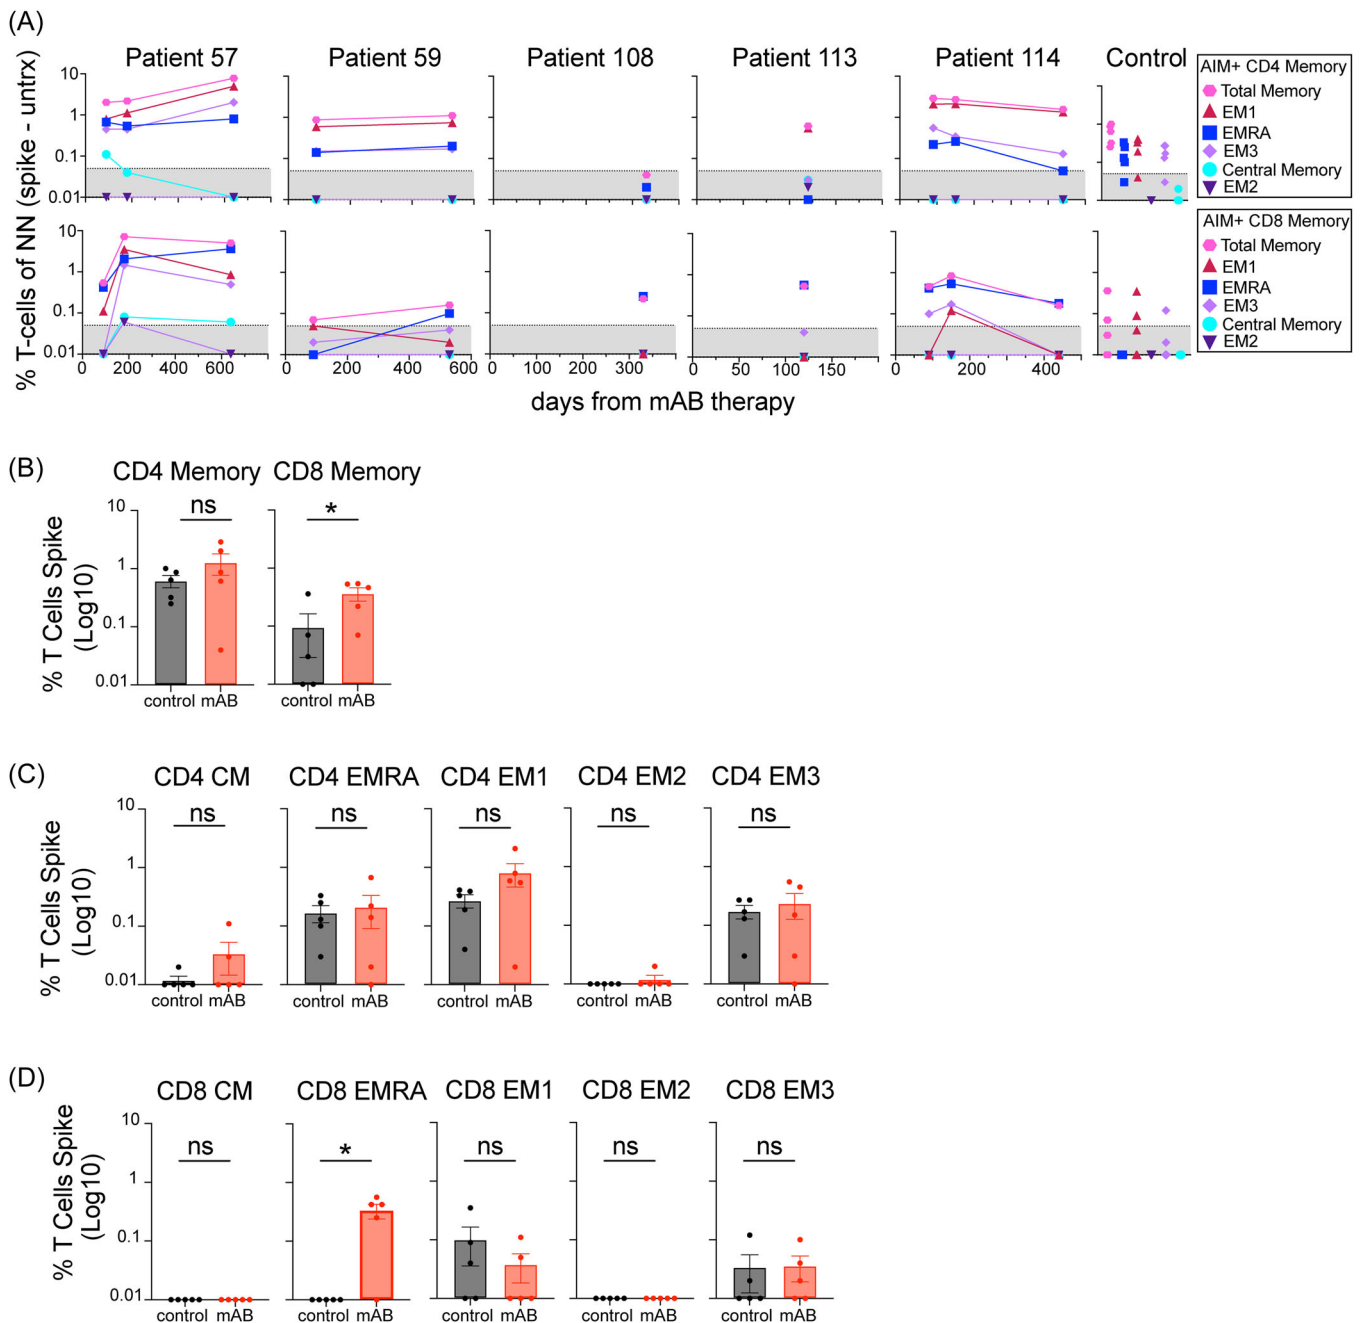 (A)
Patient 57 Patient 59 Patient 108 Patient 113 Patient 114 Control
% T-cells of NN (spike - untrx)
10
1
0.1
0.01
AIM+ CD4 Memory
Total Memory
EM1
EMRA
EM3
Central Memory
EM2
10
1
0.1
0.01
AIM+ CD8 Memory
Total Memory
EM1
EMRA
EM3
Central Memory
EM2
0 200 400 600 0 200 400 600 0 100 200 300 0 50 100 150 0 200 400
days from mAB therapy
(B)
CD4 Memory CD8 Memory
% T Cells Spike
(Log10)
10
1
0.1
0.01
ns *
control mAB control mAB
(C)
CD4 CM CD4 EMRA CD4 EM1 CD4 EM2 CD4 EM3
% T Cells Spike
(Log10)
10
1
0.1
0.01
ns ns ns ns ns
control mAB control mAB control mAB control mAB control mAB
(D)
CD8 CM CD8 EMRA CD8 EM1 CD8 EM2 CD8 EM3
% T Cells Spike
(Log10)
10
1
0.1
0.01
ns * ns ns ns
control mAB control mAB control mAB control mAB control mAB